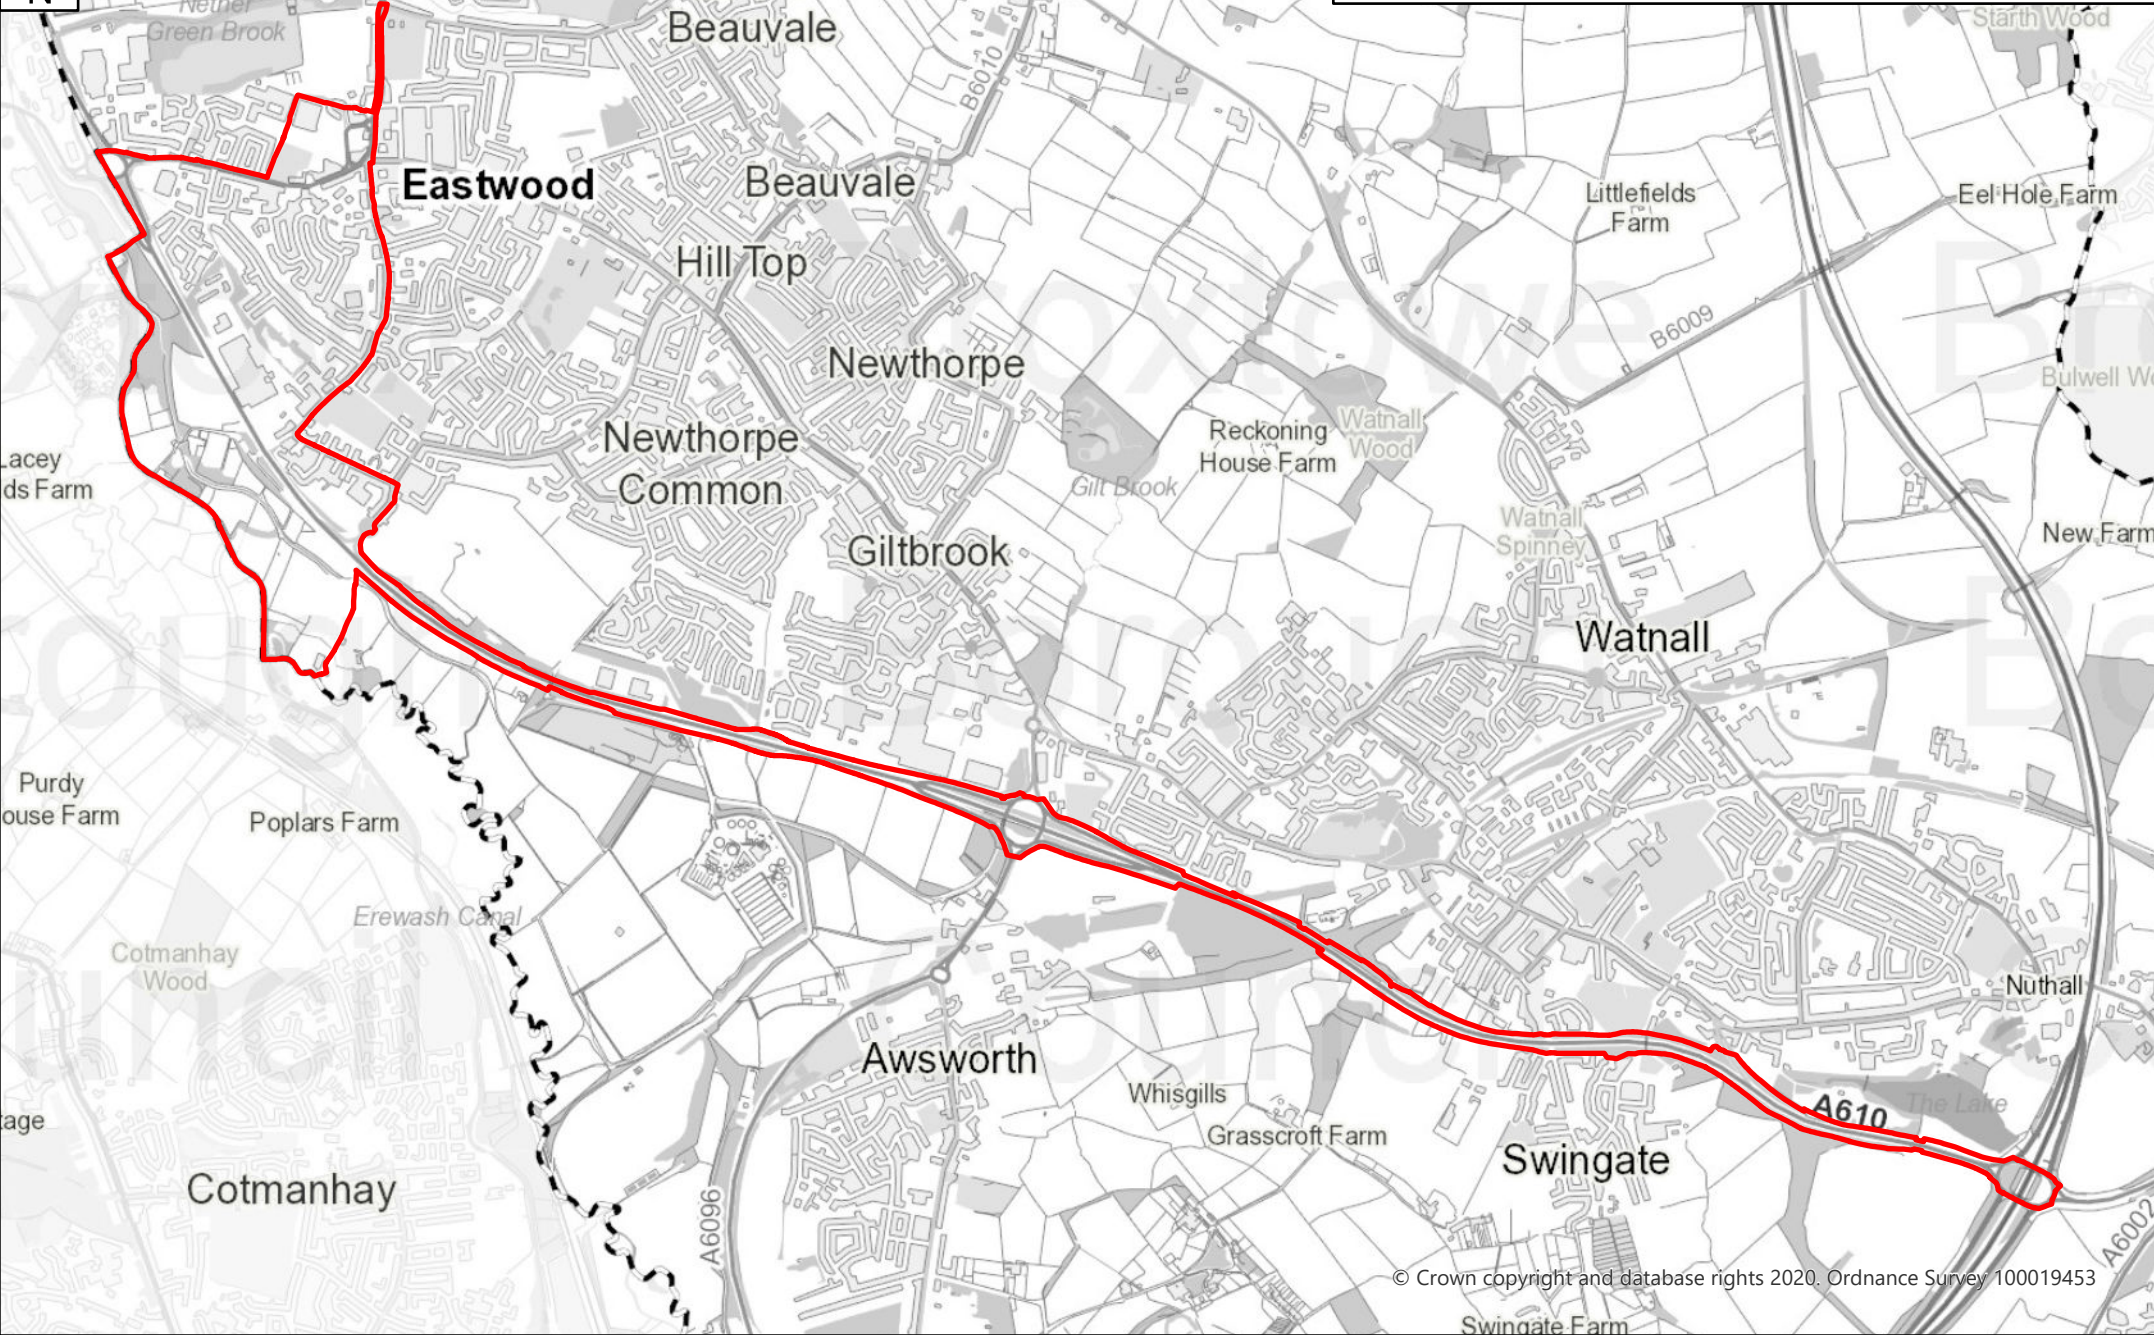 N
Nether
Green Brook
Beauvale
B6010
Starth Wood
Eastwood
Beauvale
Littlefields
Farm
Eel Hole Farm
Hill Top
B6009
Newthorpe
Bulwell W
Reckoning
House Farm
Watnall
Wood
Newthorpe
Common
Lacey
ds Farm
Gilt Brook
Watnall
Spinney
New Farm
Giltbrook
Watnall
Purdy
ouse Farm
Poplars Farm
Erewash Canal
Cotmanhay
Wood
Nuthall
Awsworth
Whisgills
A610
The Lake
Grasscroft Farm
Swingate
Cotmanhay
A6096
A6002
© Crown copyright and database rights 2020. Ordnance Survey 100019453
Swingate Farm